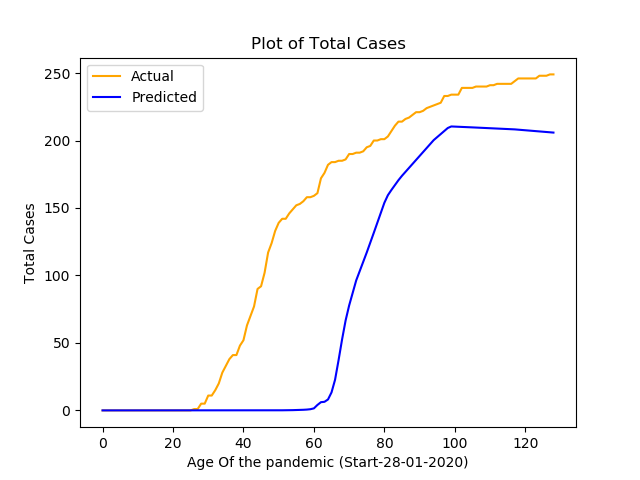 Plot of Total Cases
Actual
Predicted
250
200
150
100
50
0
Total Cases
0 20 40 60 80 100 120
Age Of the pandemic (Start-28-01-2020)